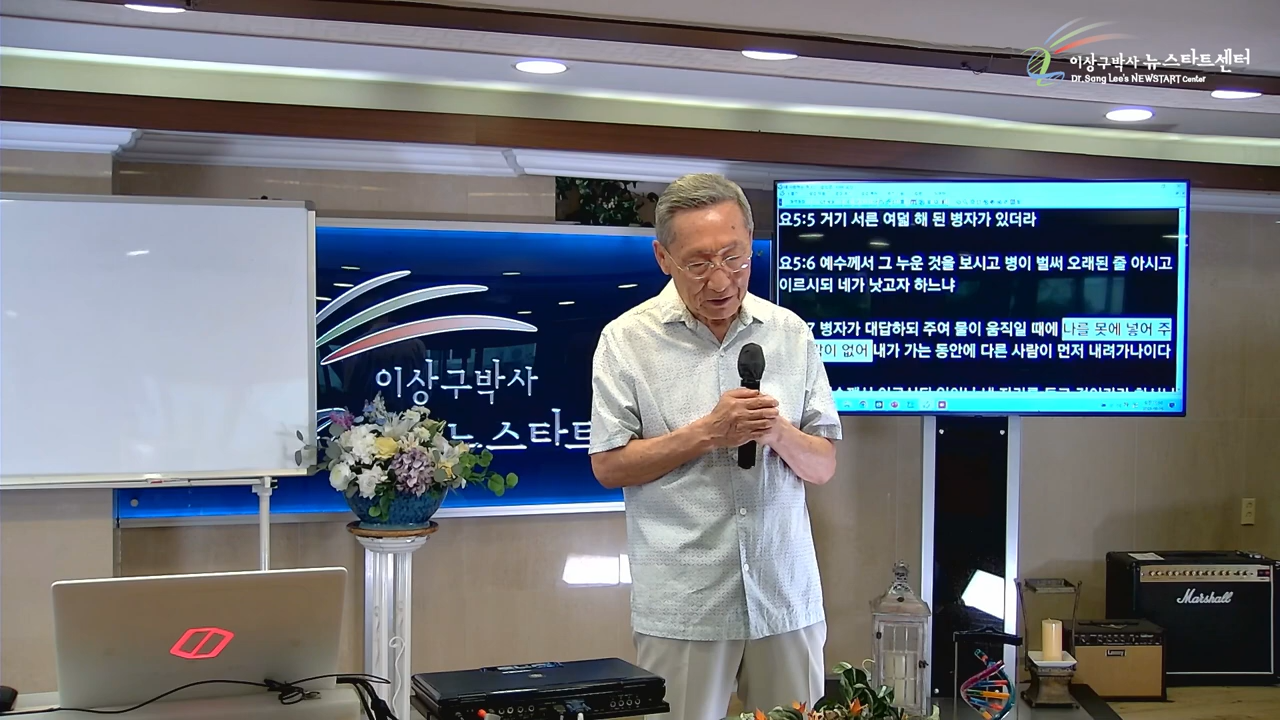 이상구박사 뉴스타트센터
Dr. Sang Lee's NEWSTART Center
요5:5 거기 서른 여덟 해 된 병자가 있더라
요5:6 예수께서 그 누운 것을 보시고 병이 벌써 오래된 줄 아시고
이르시되 네가 낫고자 하느냐
7 병자가 대답하되 주여 물이 움직일 때에 나를 못에 넣어 주
없어 내가 가는 동안에 다른 사람이 먼저 내려가나이다
이상구박사
뉴스타트
Marshall
Laney